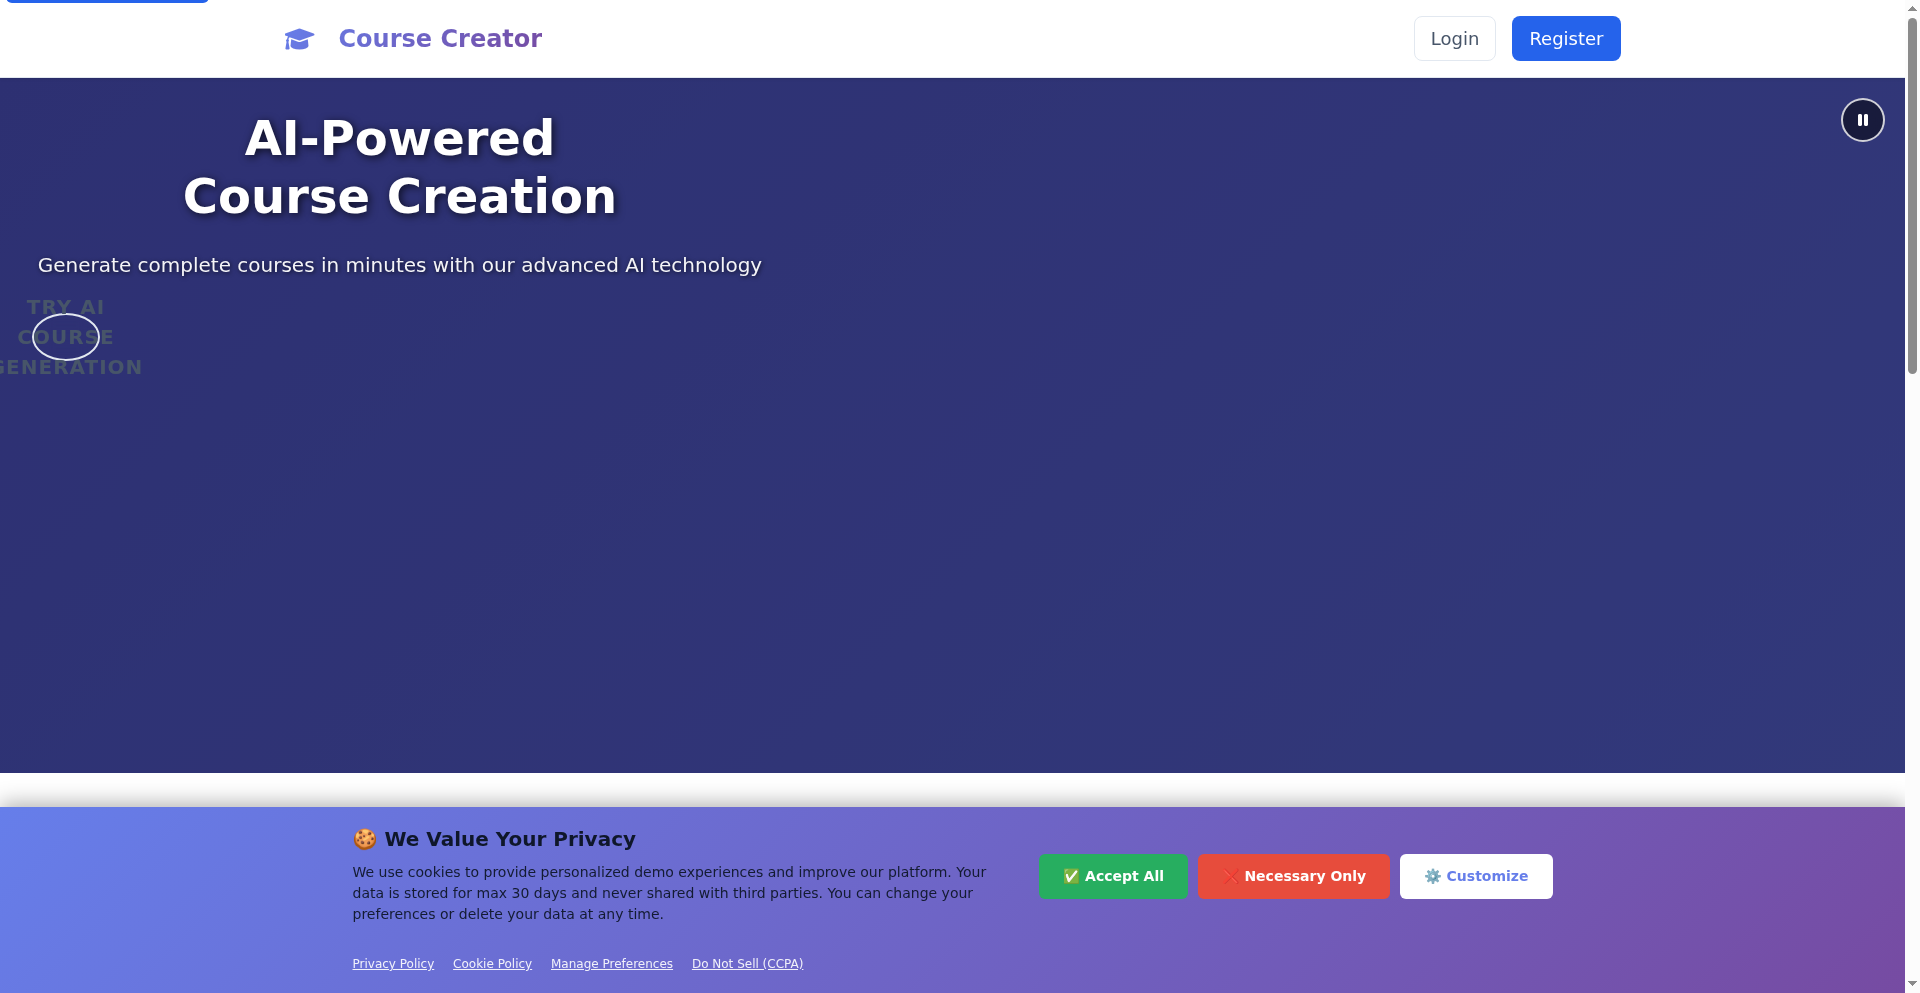 Course Creator
Login
Register
AI-Powered
Course Creation
Generate complete courses in minutes with our advanced AI technology
TRY AI
COURSE
GENERATION
🍪 We Value Your Privacy
We use cookies to provide personalized demo experiences and improve our platform. Your
data is stored for max 30 days and never shared with third parties. You can change your
preferences or delete your data at any time.
✅ Accept All
❌ Necessary Only
⚙️ Customize
Privacy Policy
Cookie Policy
Manage Preferences
Do Not Sell (CCPA)